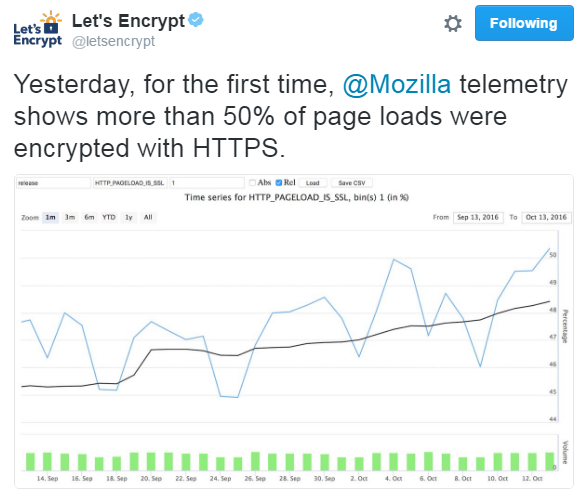 Let's Encrypt
Let's Encrypt
@letsencrypt
Following
Yesterday, for the first time, @Mozilla telemetry
shows more than 50% of page loads were
encrypted with HTTPS.
release HTTP_PAGELOAD_IS_SSL 1 Abs Rel Load Save CSV
Time series for HTTP_PAGELOAD_IS_SSL, bin(s) 1 (in %)
Zoom 1m 3m 6m YTD 1y All From Sep 13, 2016 To Oct 13, 2016
50
49
48
47
46
45
44
Percentage
0
Volume
14. Sep 16. Sep 18. Sep 20. Sep 22. Sep 24. Sep 26. Sep 28. Sep 30. Sep 2. Oct 4. Oct 6. Oct 8. Oct 10. Oct 12. Oct